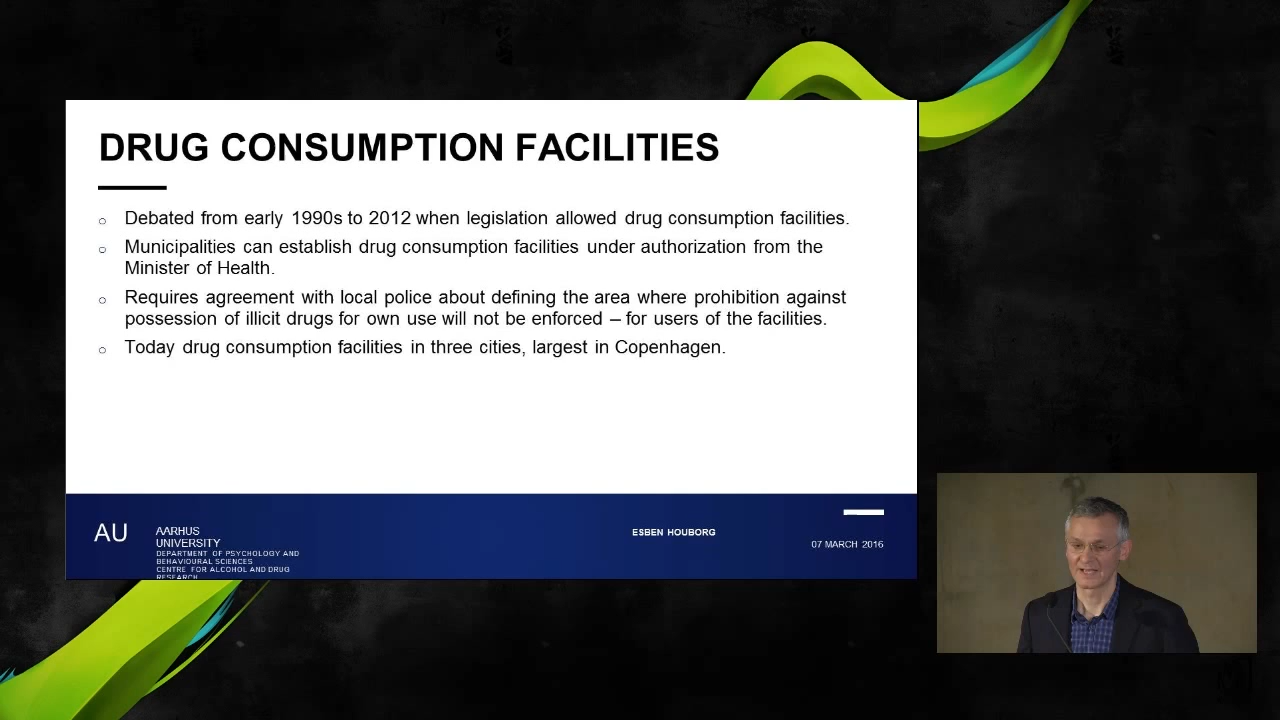 DRUG CONSUMPTION FACILITIES
Debated from early 1990s to 2012 when legislation allowed drug consumption facilities.
Municipalities can establish drug consumption facilities under authorization from the
Minister of Health.
Requires agreement with local police about defining the area where prohibition against
possession of illicit drugs for own use will not be enforced – for users of the facilities.
Today drug consumption facilities in three cities, largest in Copenhagen.
AU
AARHUS
UNIVERSITY
DEPARTMENT OF PSYCHOLOGY AND
BEHAVIOURAL SCIENCES
CENTRE FOR ALCOHOL AND DRUG
RESEARCH
ESBEN HOUBORG
07 MARCH 2016